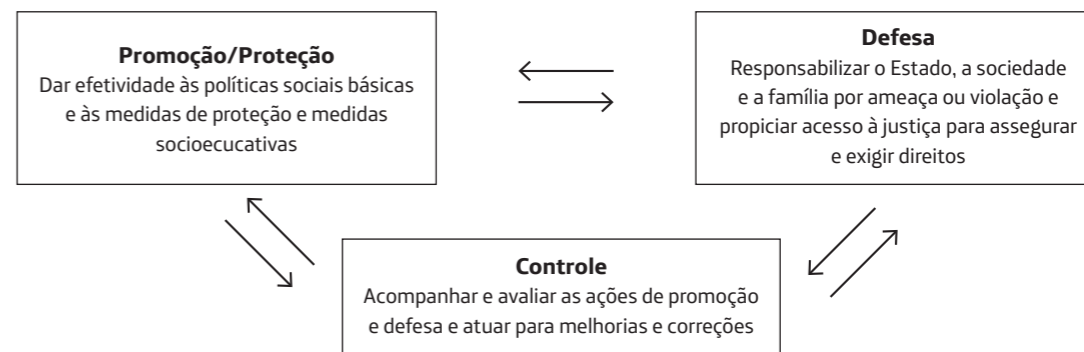 Promoção/Proteção
Dar efetividade às políticas sociais básicas
e às medidas de proteção e medidas
socioecucativas
Defesa
Responsabilizar o Estado, a sociedade
e a família por ameaça ou violação e
propiciar acesso à justiça para assegurar
e exigir direitos
Controle
Acompanhar e avaliar as ações de promoção
e defesa e atuar para melhorias e correções